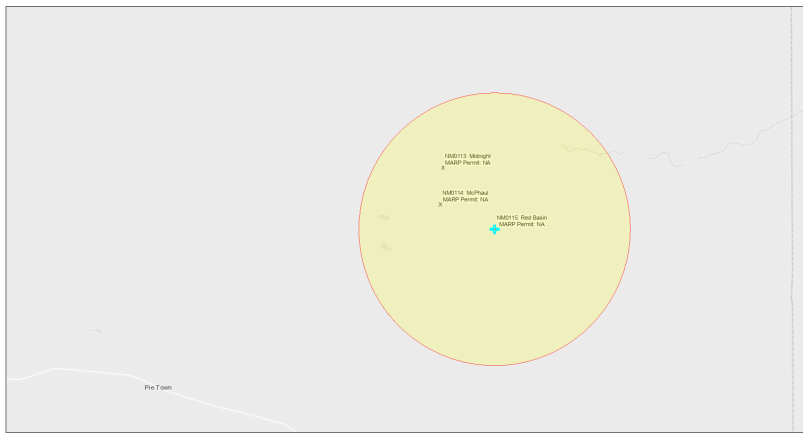 NM0113: Midnight
MARP Permit: NA
X
NM0114: McPhaul
MARP Permit: NA
X
NM0115: Red Basin
MARP Permit: NA
Pie Town